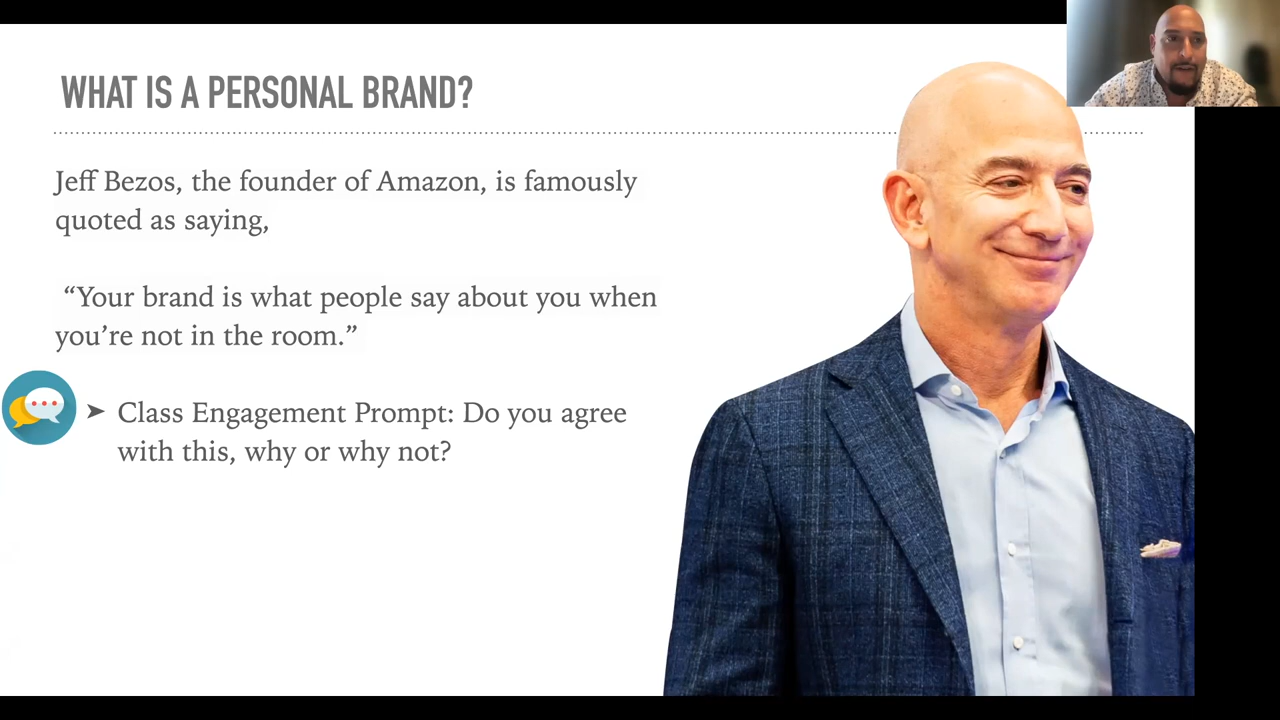 WHAT IS A PERSONAL BRAND?
Jeff Bezos, the founder of Amazon, is famously
quoted as saying,
“Your brand is what people say about you when
you’re not in the room.”
➤ Class Engagement Prompt: Do you agree
with this, why or why not?